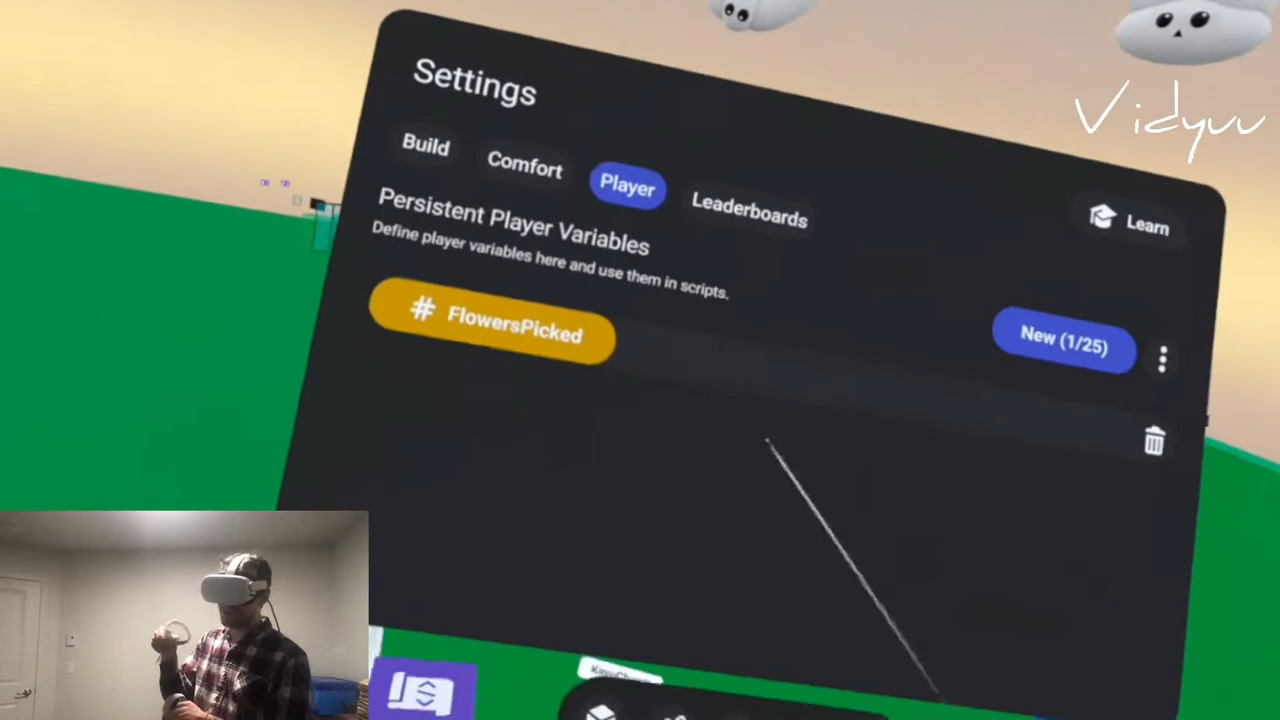 Settings
Vidyuu
Build Comfort Player Leaderboards
Learn
Persistent Player Variables
Define player variables here and use them in scripts.
# FlowersPicked
New (1/25)